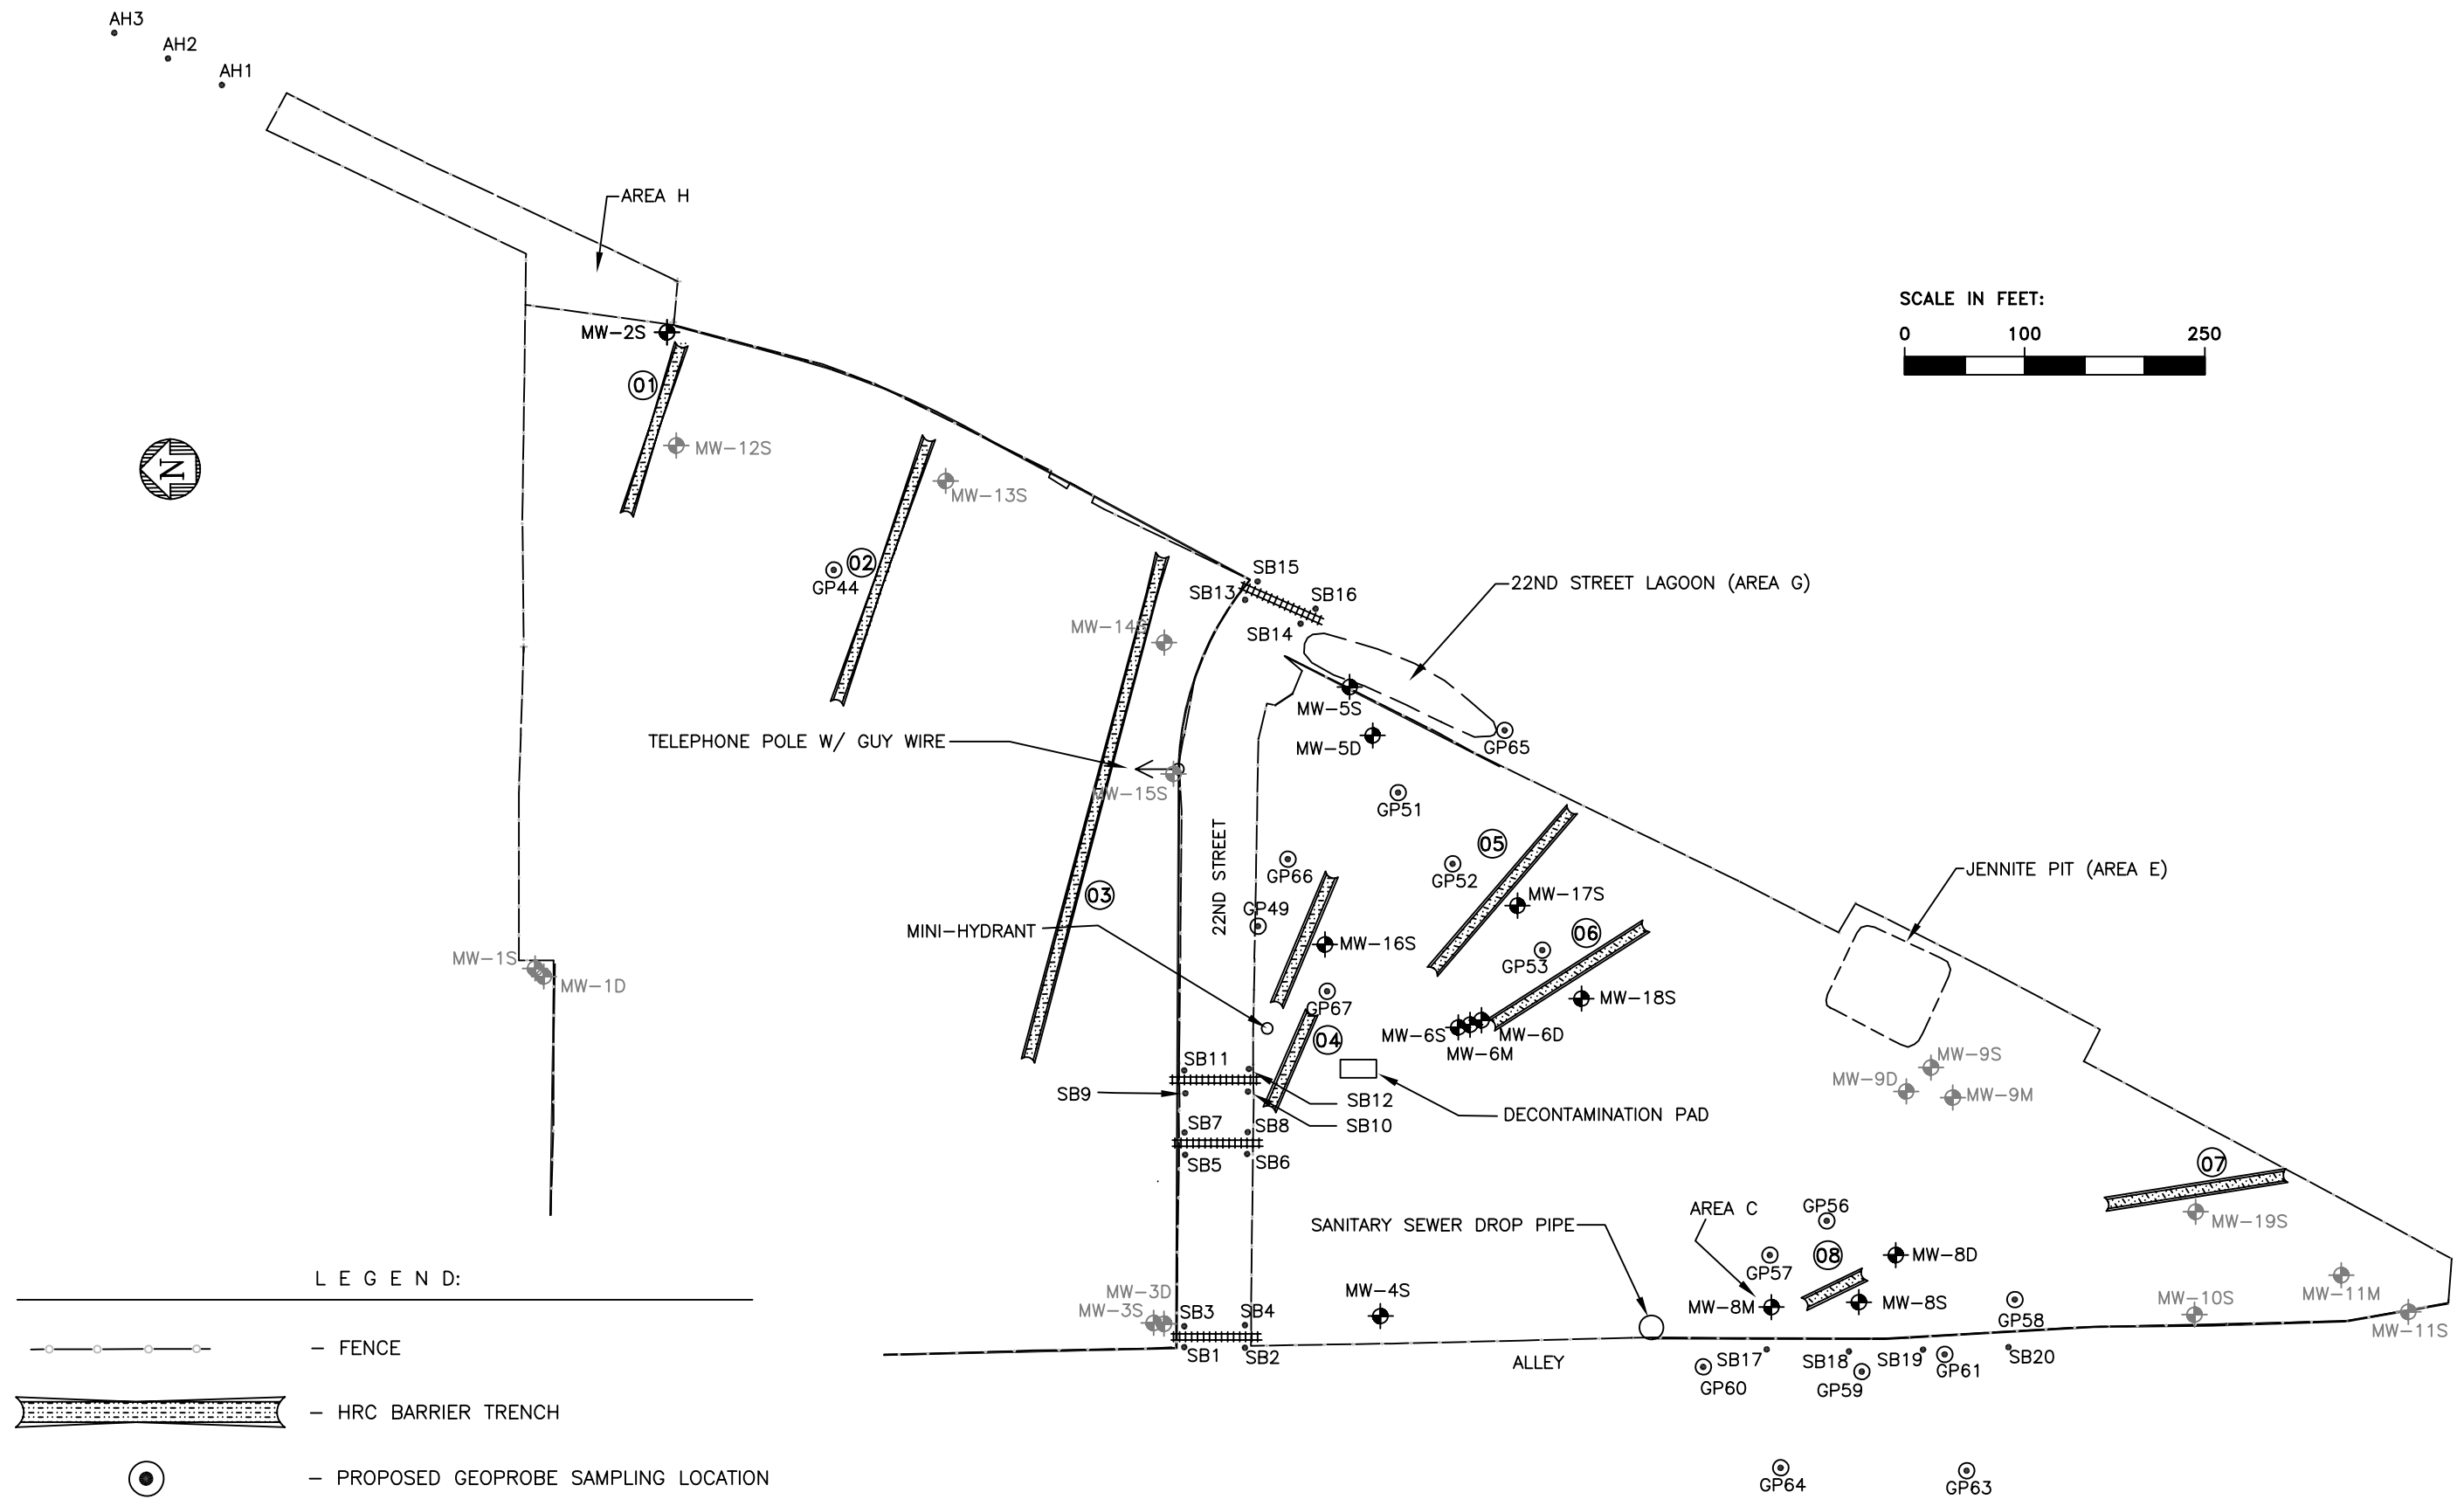 AH3
AH2
AH1
AREA H
SCALE IN FEET:
0 100 250
MW-2S
01
MW-12S
N
MW-13S
02
GP44
SB15
SB13
SB16
SB14
22ND STREET LAGOON (AREA G)
MW-14S
MW-5S
TELEPHONE POLE W/ GUY WIRE
MW-5D
GP65
MW-15S
GP51
22ND STREET
05
GP66
GP52
JENNITE PIT (AREA E)
03
MW-17S
GP49
MINI-HYDRANT
06
MW-16S
MW-1S
GP53
MW-1D
MW-18S
GP67
MW-6S
MW-6D
04
MW-6M
SB11
MW-9S
MW-9D
SB9
MW-9M
SB12
DECONTAMINATION PAD
SB7
SB8
SB10
SB5
SB6
07
AREA C
GP56
SANITARY SEWER DROP PIPE
MW-19S
08
MW-8D
GP57
LEGEND:
MW-3D
MW-4S
MW-10S
MW-11M
MW-3S
SB3
SB4
MW-8M
MW-8S
GP58
MW-11S
- FENCE
SB1
SB2
ALLEY
SB17
SB18
SB19
SB20
GP61
GP60
GP59
- HRC BARRIER TRENCH
- PROPOSED GEOPROBE SAMPLING LOCATION
GP64
GP63